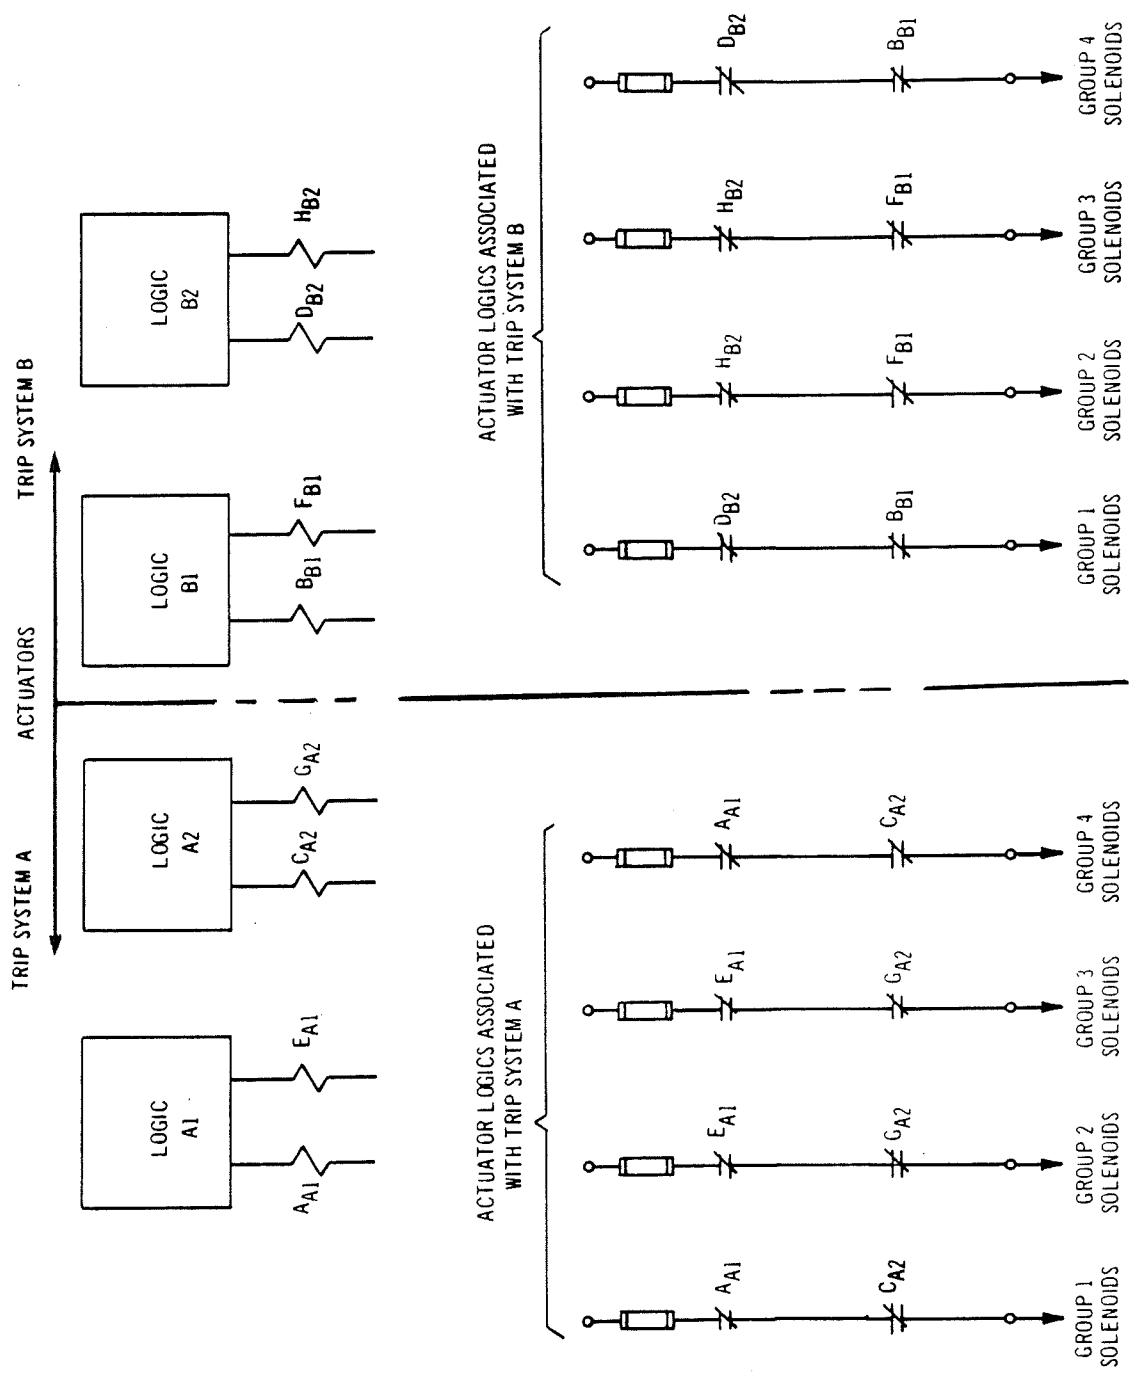 TRIP SYSTEM A
ACTUATORS
TRIP SYSTEM B
LOGIC
A1
LOGIC
A2
LOGIC
B1
LOGIC
B2
AA1
EA1
CA2
GA2
BB1
FB1
DB2
HB2
ACTUATOR LOGICS ASSOCIATED
WITH TRIP SYSTEM A
ACTUATOR LOGICS ASSOCIATED
WITH TRIP SYSTEM B
AA1
EA1
EA1
AA1
DB2
HB2
HB2
DB2
CA2
GA2
GA2
CA2
BB1
FB1
FB1
BB1
GROUP 1
SOLENOIDS
GROUP 2
SOLENOIDS
GROUP 3
SOLENOIDS
GROUP 4
SOLENOIDS
GROUP 1
SOLENOIDS
GROUP 2
SOLENOIDS
GROUP 3
SOLENOIDS
GROUP 4
SOLENOIDS